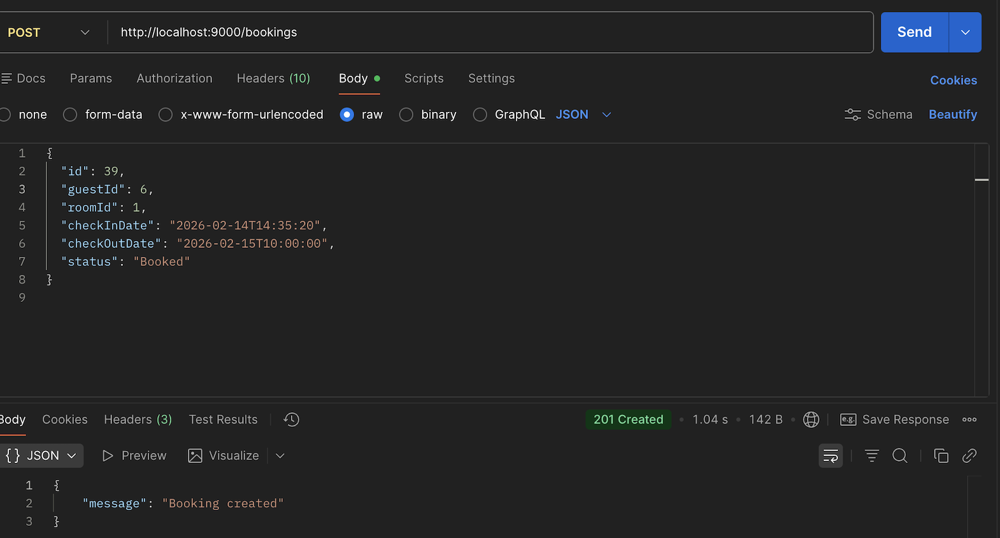 POST http://localhost:9000/bookings Send
Docs Params Authorization Headers (10) Body Scripts Settings Cookies
none form-data x-www-form-urlencoded raw binary GraphQL JSON Schema Beautify
1 {
2 "id": 39,
3 "guestId": 6,
4 "roomId": 1,
5 "checkInDate": "2026-02-14T14:35:20",
6 "checkOutDate": "2026-02-15T10:00:00",
7 "status": "Booked"
8 }
9
Body Cookies Headers (3) Test Results 201 Created • 1.04 s • 142 B • e.g. Save Response
{} JSON Preview Visualize
1 {
2 "message": "Booking created"
3 }